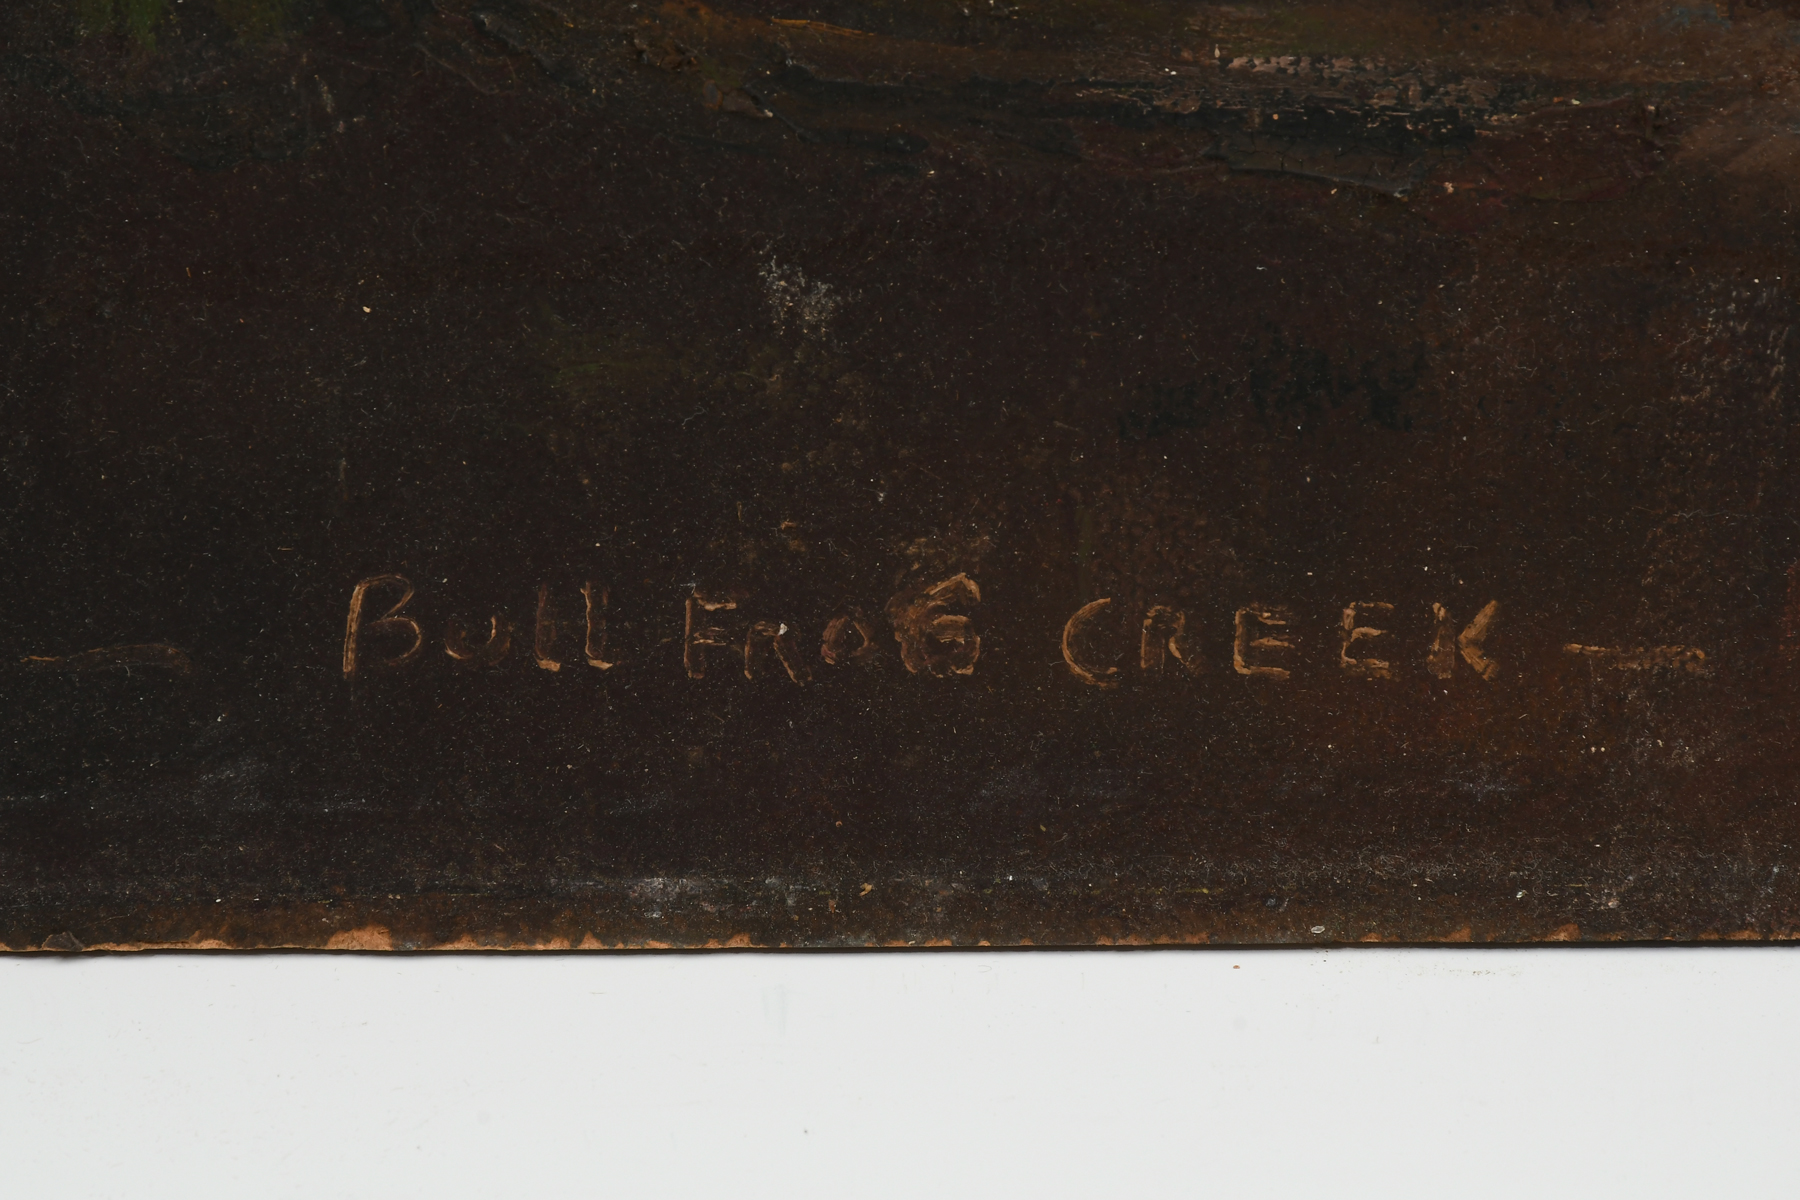 — Bull FROG CREEK —